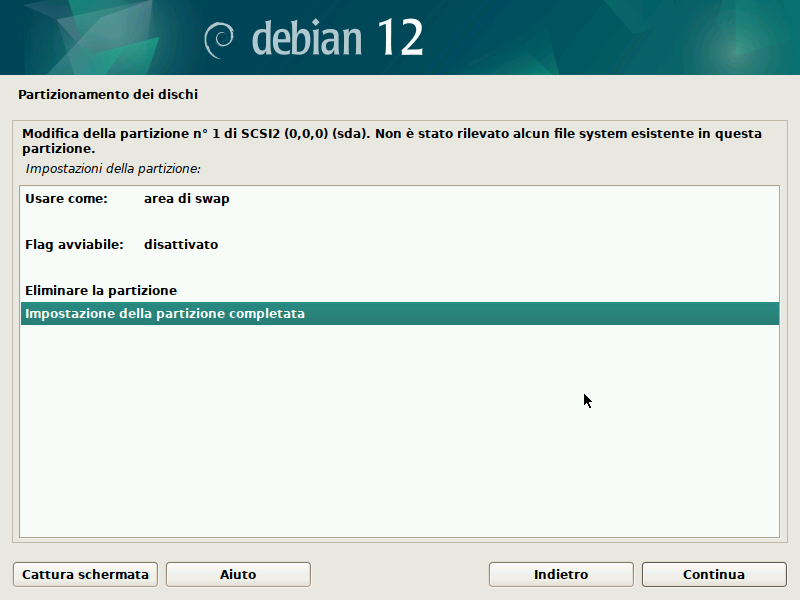 debian 12
Partizionamento dei dischi
Modifica della partizione n° 1 di SCSI2 (0,0,0) (sda). Non è stato rilevato alcun file system esistente in questa
partizione.
Impostazioni della partizione:
Usare come: area di swap
Flag avviabile: disattivato
Eliminare la partizione
Impostazione della partizione completata
Cattura schermata Aiuto Indietro Continua